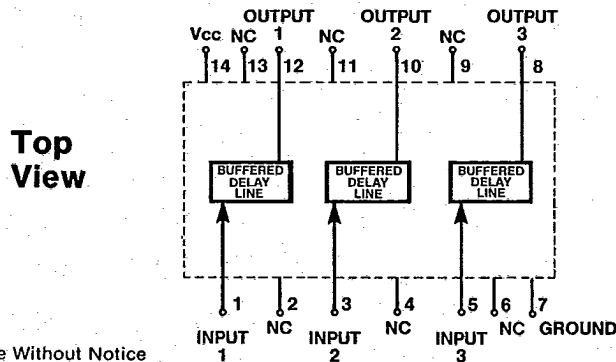 OUTPUT OUTPUT OUTPUT
Vcc NC 1 NC 2 NC 3
14 13 12 11 10 9 8
Top
View
BUFFERED DELAY LINE
BUFFERED DELAY LINE
BUFFERED DELAY LINE
1 2 3 4 5 6 7
INPUT NC INPUT NC INPUT NC GROUND
1 2 3
e Without Notice